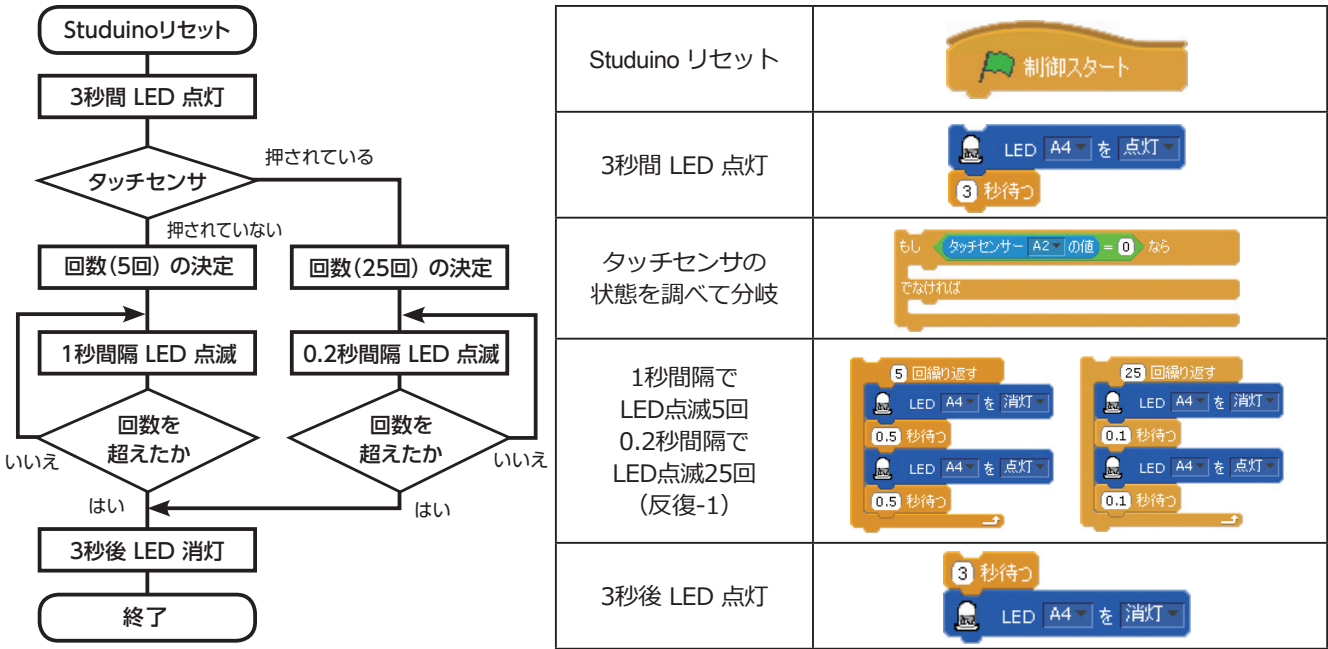 Studuinoリセット
3秒間 LED 点灯
タッチセンサ
押されている
押されていない
回数(5回) の決定
回数(25回) の決定
1秒間隔 LED 点滅
0.2秒間隔 LED 点滅
回数を
超えたか
回数を
超えたか
いいえ
いいえ
はい
はい
3秒後 LED 消灯
終了
Studuino リセット
制御スタート
3秒間 LED 点灯
LED A4 を 点灯
3 秒待つ
タッチセンサの
状態を調べて分岐
もし タッチセンサー A2 の値 = 0 なら
でなければ
1秒間隔で
LED点滅5回
0.2秒間隔で
LED点滅25回
(反復-1)
5 回繰り返す
LED A4 を 消灯
0.5 秒待つ
LED A4 を 点灯
0.5 秒待つ
25 回繰り返す
LED A4 を 消灯
0.1 秒待つ
LED A4 を 点灯
0.1 秒待つ
3秒後 LED 点灯
3 秒待つ
LED A4 を 消灯